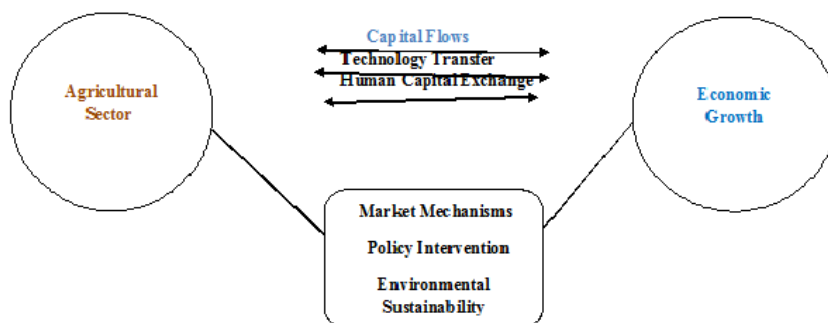 Capital Flows
Technology Transfer
Human Capital Exchange
Agricultural
Sector
Economic
Growth
Market Mechanisms
Policy Intervention
Environmental
Sustainability